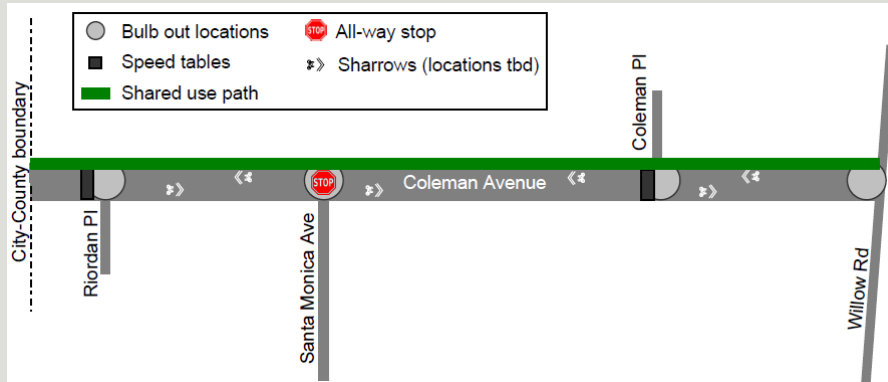 Bulb out locations
STOP All-way stop
Speed tables
Sharrows (locations tbd)
Shared use path
City-County boundary
Coleman Pl
STOP
Coleman Avenue
Riordan Pl
Santa Monica Ave
Willow Rd